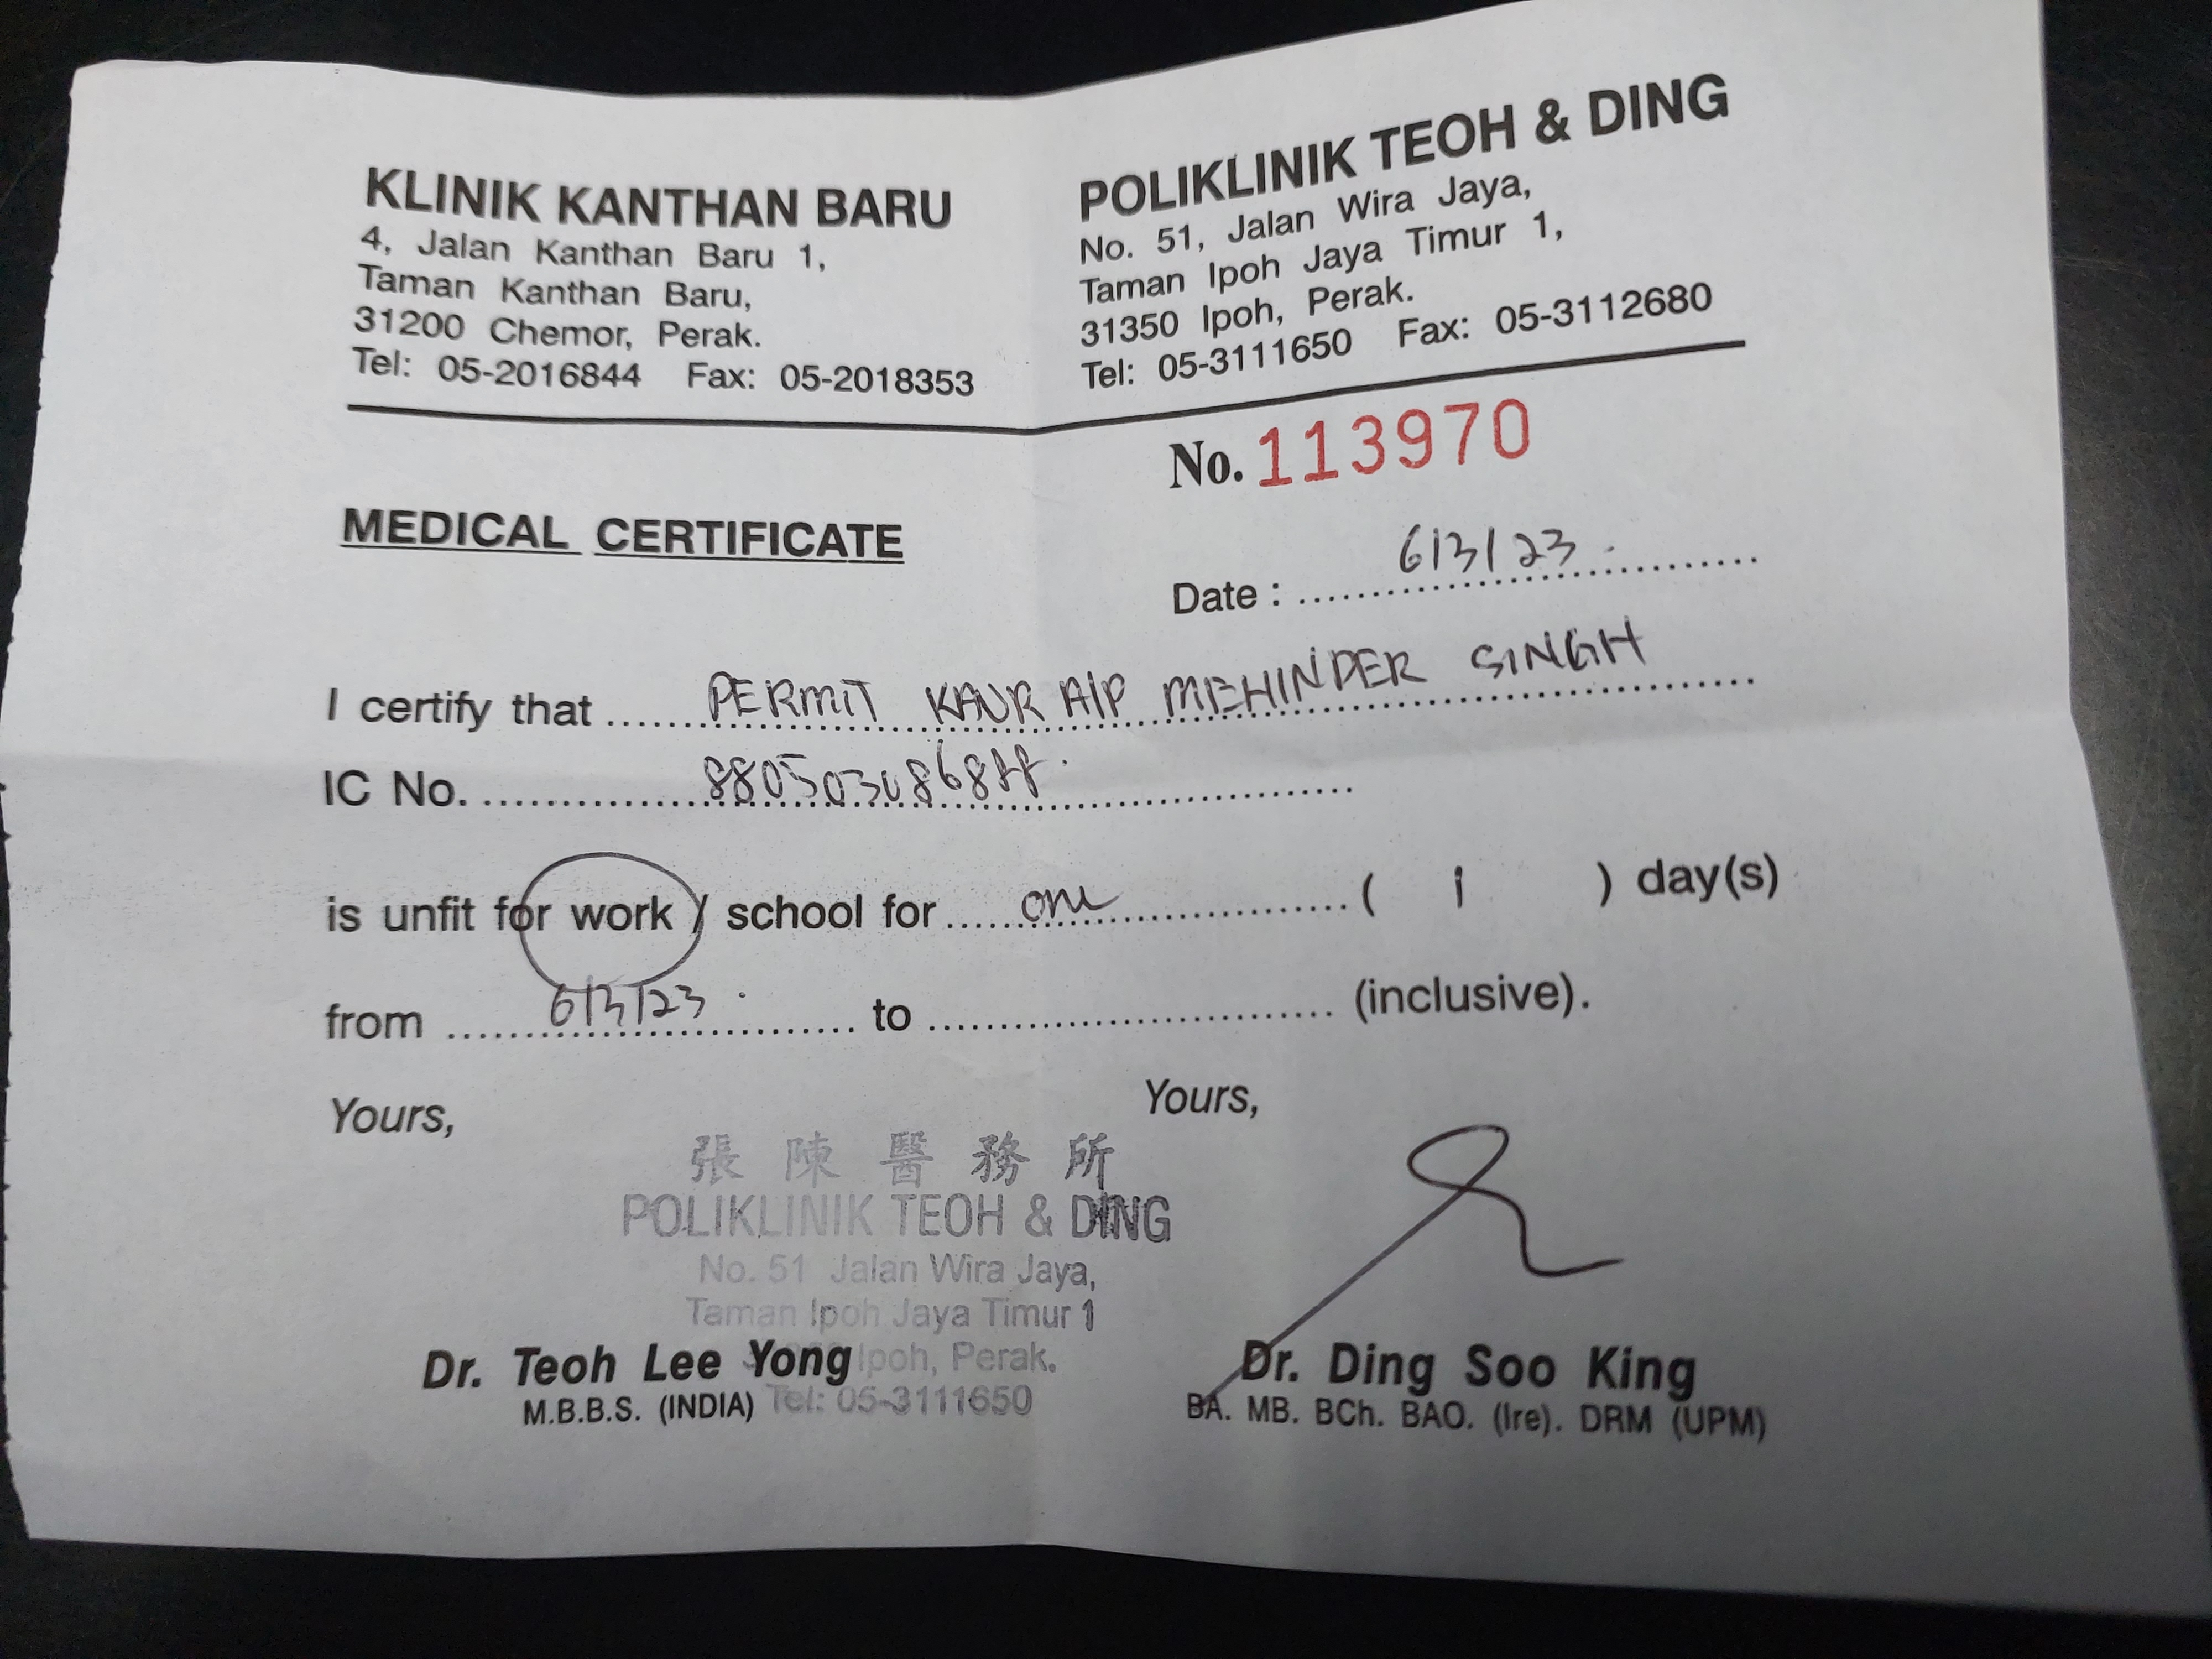 KLINIK KANTHAN BARU
4, Jalan Kanthan Baru 1,
Taman Kanthan Baru,
31200 Chemor, Perak.
Tel: 05-2016844 Fax: 05-2018353
POLIKLINIK TEOH & DING
No. 51, Jalan Wira Jaya,
Taman Ipoh Jaya Timur 1,
31350 Ipoh, Perak.
Tel: 05-3111650 Fax: 05-3112680
No. 113970
MEDICAL CERTIFICATE
Date : 6/3/23
I certify that PERMIT KAUR A/P MEHINDER SINGH
IC No.
is unfit for work / school for one ( 1 ) day(s)
from 6/3/23 to (inclusive).
Yours,
Yours,
張陳醫務所
POLIKLINIK TEOH & DING
No. 51 Jalan Wira Jaya,
Taman Ipoh Jaya Timur 1
Ipoh, Perak.
Tel: 05-3111650
Dr. Teoh Lee Yong
M.B.B.S. (INDIA)
Dr. Ding Soo King
BA. MB. BCh. BAO. (Ire). DRM (UPM)